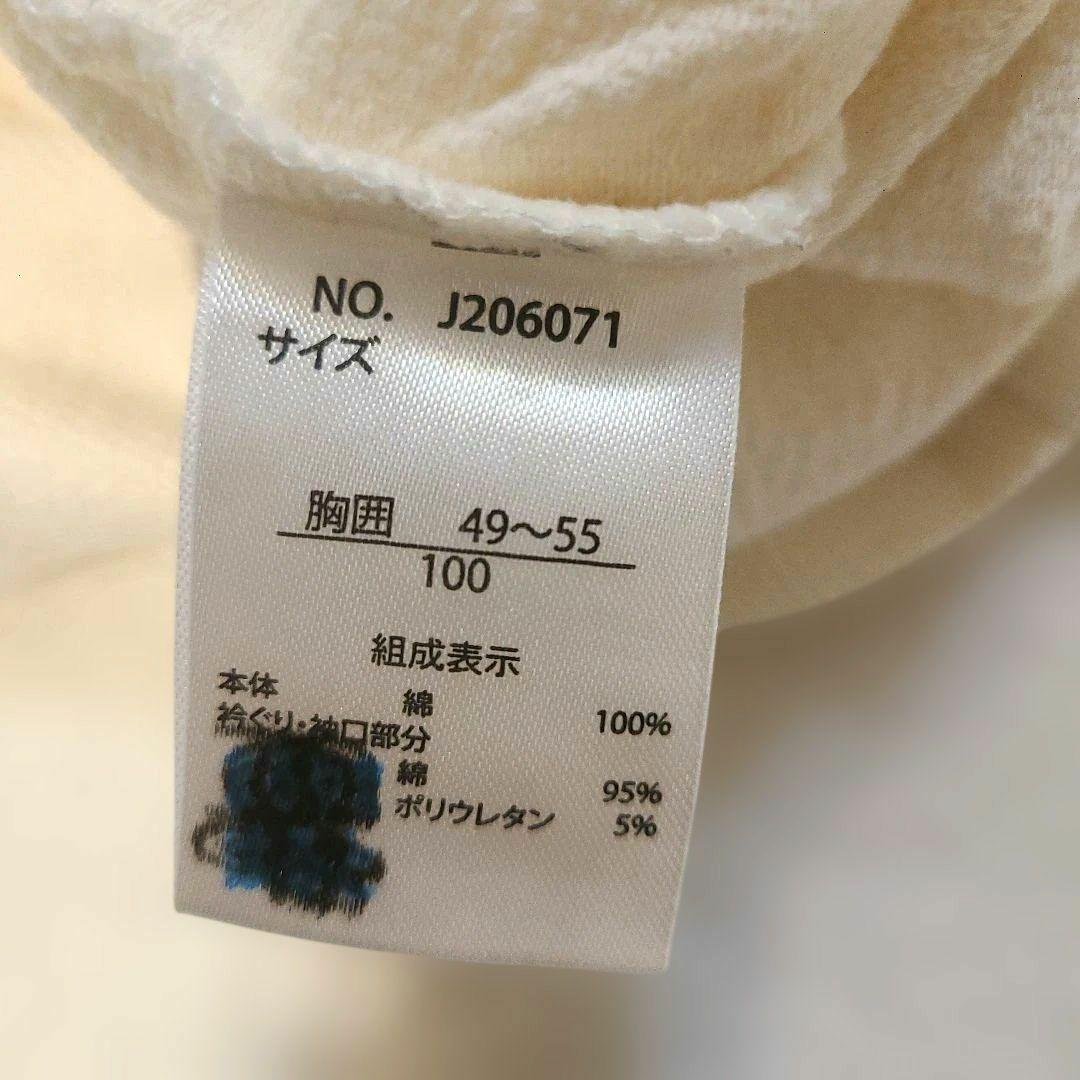 NO. J206071
サイズ
胸囲 49～55
100
組成表示
本体 綿 100%
衿ぐり・袖口部分
綿 95%
ポリウレタン 5%